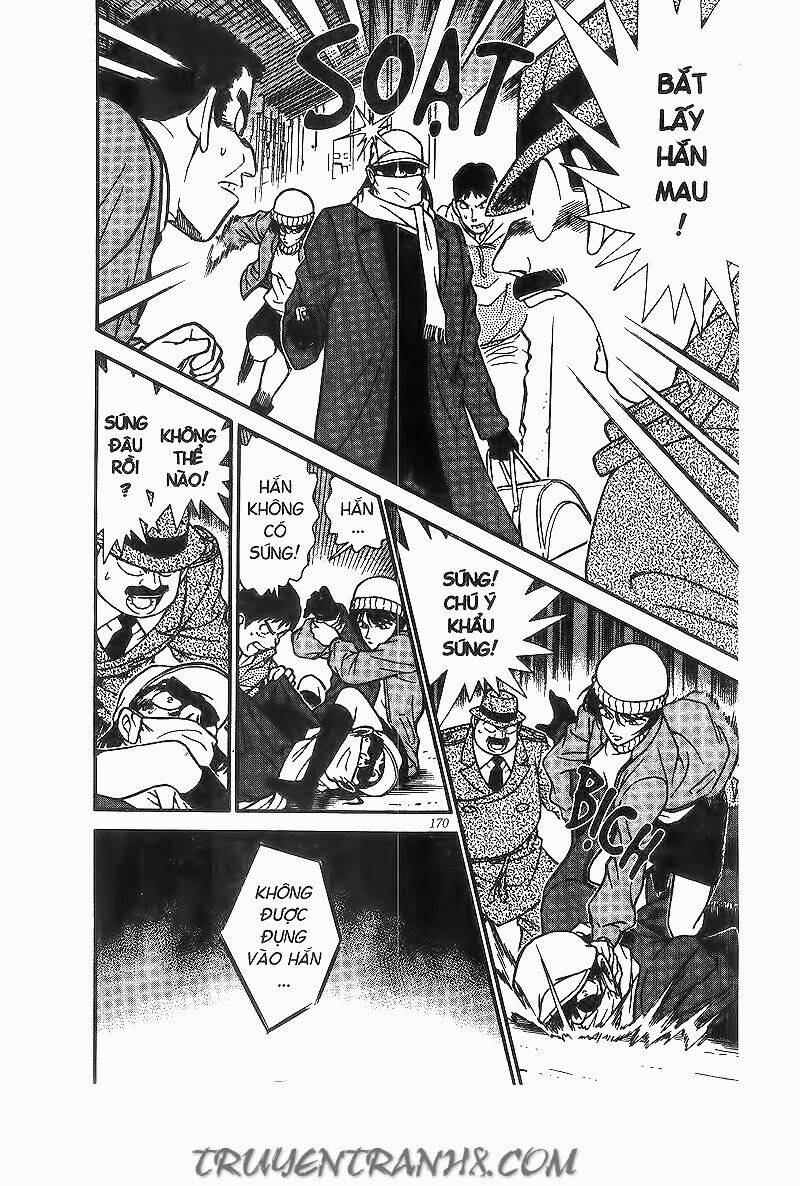 SOẠT
BẮT
LẤY
HẮN
MAU
!
SÚNG!
CHÚ Ý
KHẨU
SÚNG!
BỊCH
HẮN
...
HẮN
KHÔNG
CÓ
SÚNG!
KHÔNG
THỂ
NÀO!
SÚNG
ĐÂU
RỒI
?
170
KHÔNG
ĐƯỢC
ĐỤNG
VÀO HẮN
...
TRUYENTRANH8.COM